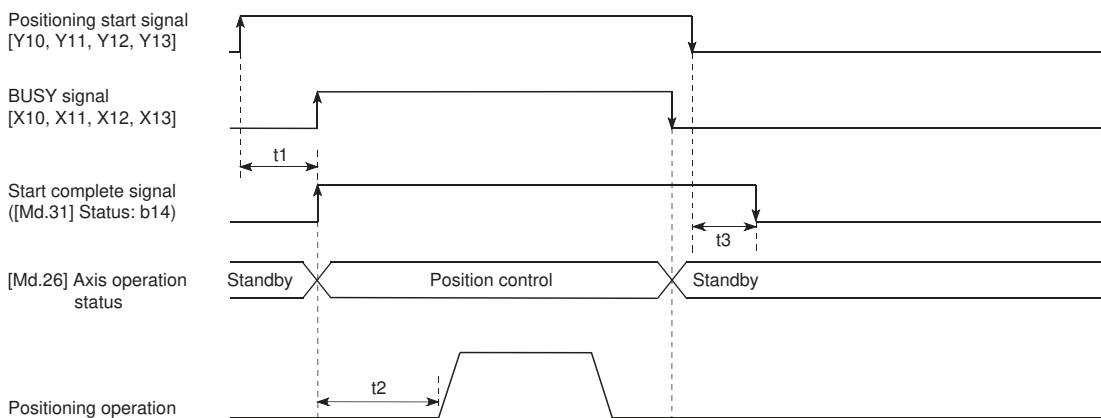 Positioning start signal
[Y10, Y11, Y12, Y13]
BUSY signal
[X10, X11, X12, X13]
t1
Start complete signal
([Md.31] Status: b14)
t3
[Md.26] Axis operation
status
Standby
Position control
Standby
t2
Positioning operation